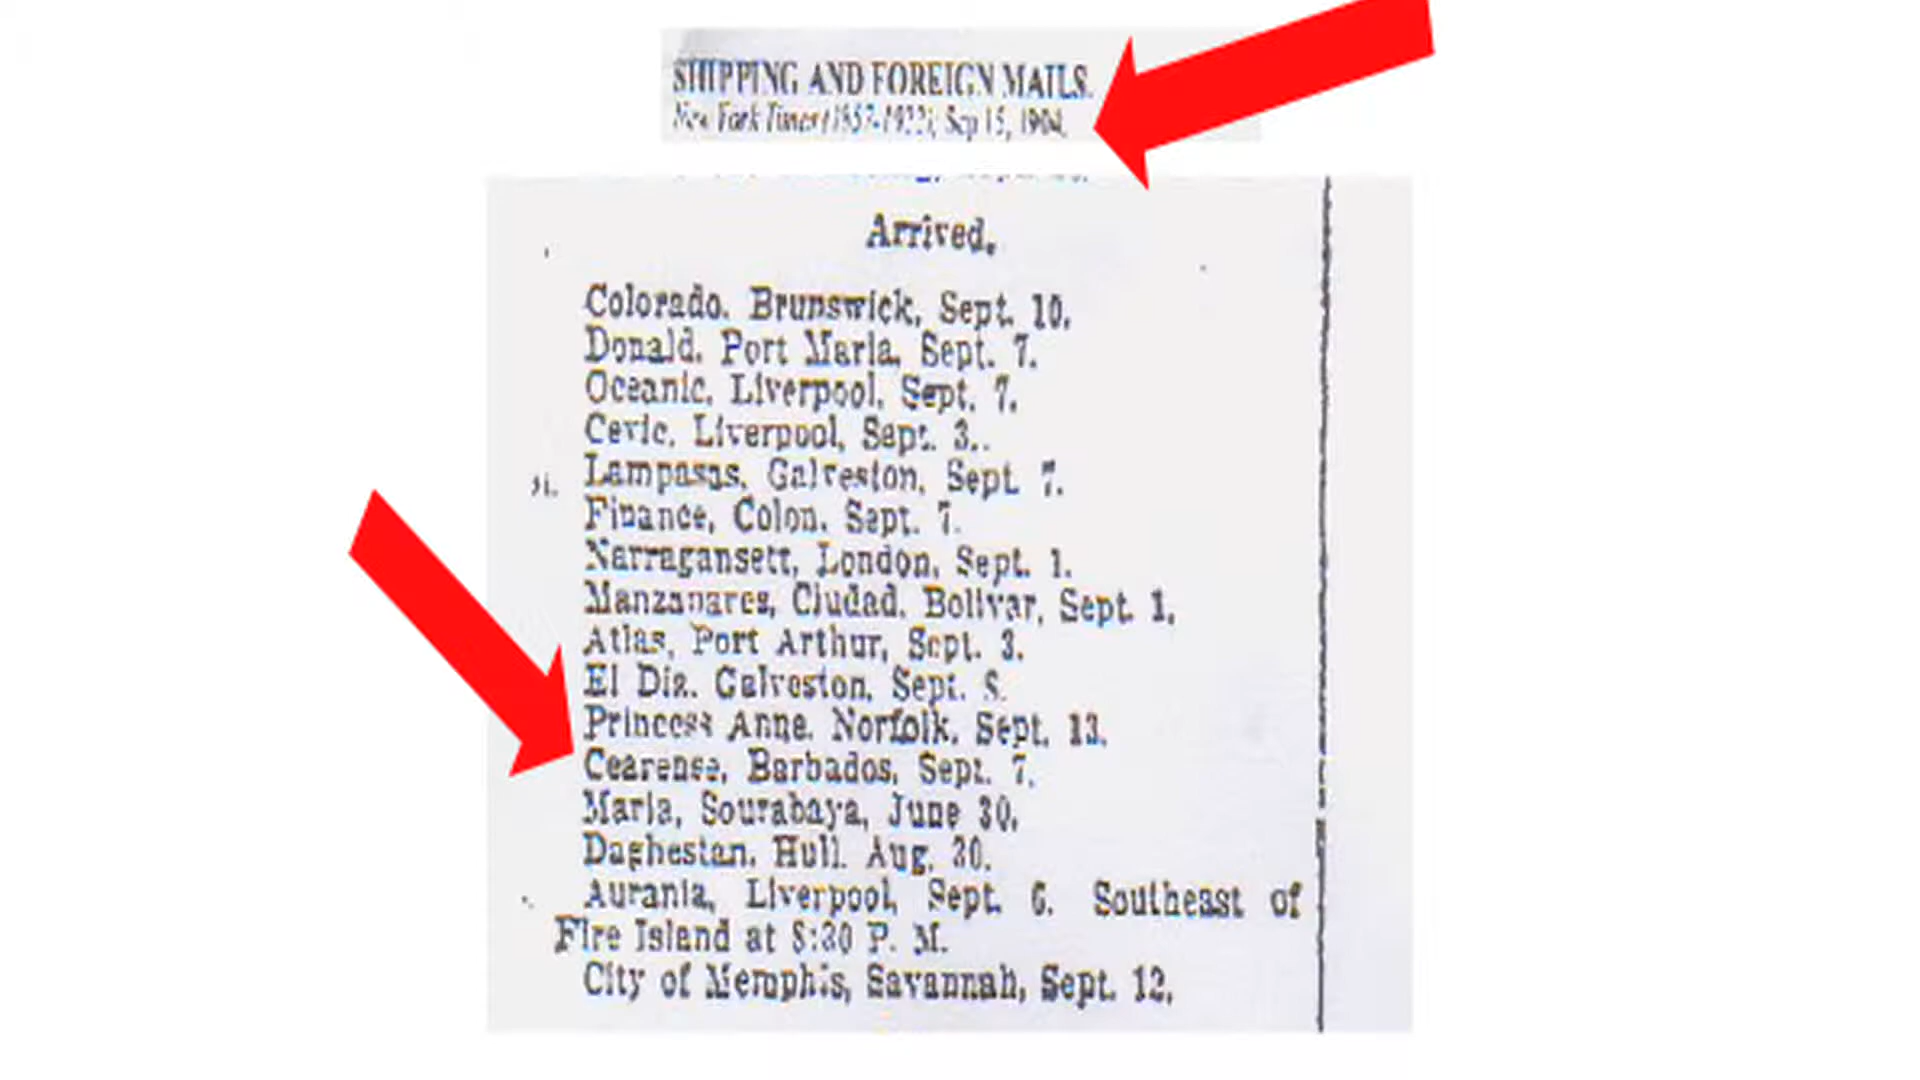 SHIPPING AND FOREIGN MAILS.
New York Times (1857-1922); Sep 15, 1904,
Arrived.
Colorado, Brunswick, Sept. 10.
Donald, Port Maria, Sept. 7.
Oceanic, Liverpool, Sept. 7.
Cevic, Liverpool, Sept. 3.
Lampasas, Galveston, Sept. 7.
Finance, Colon, Sept. 7.
Narragansett, London, Sept. 1.
Manzanares, Ciudad, Bolivar, Sept. 1.
Atlas, Port Arthur, Sept. 3.
El Dia, Galveston, Sept. 8.
Princess Anne, Norfolk, Sept. 13.
Cearense, Barbados, Sept. 7.
Maria, Sourabaya, June 30.
Daghestan, Hull, Aug. 30.
Aurania, Liverpool, Sept. 6. Southeast of
Fire Island at 8:30 P. M.
City of Memphis, Savannah, Sept. 12.